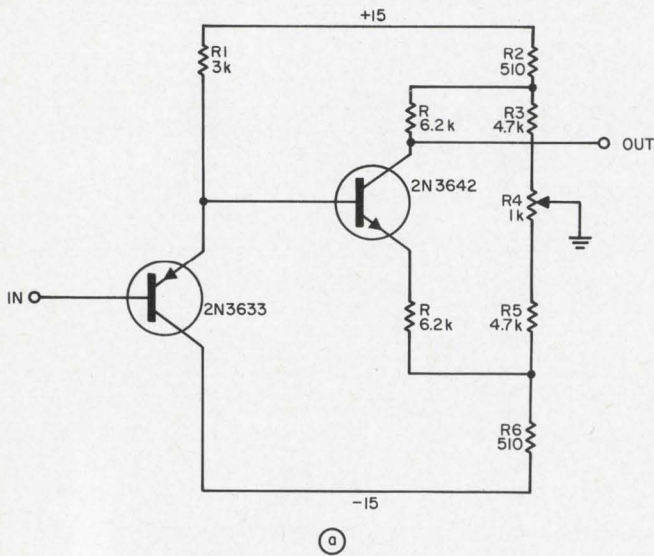 +15
R1
3k
R2
510
R
6.2k
R3
4.7k
OUT
2N3642
R4
1k
IN
2N3633
R
6.2k
R5
4.7k
R6
510
-15
a